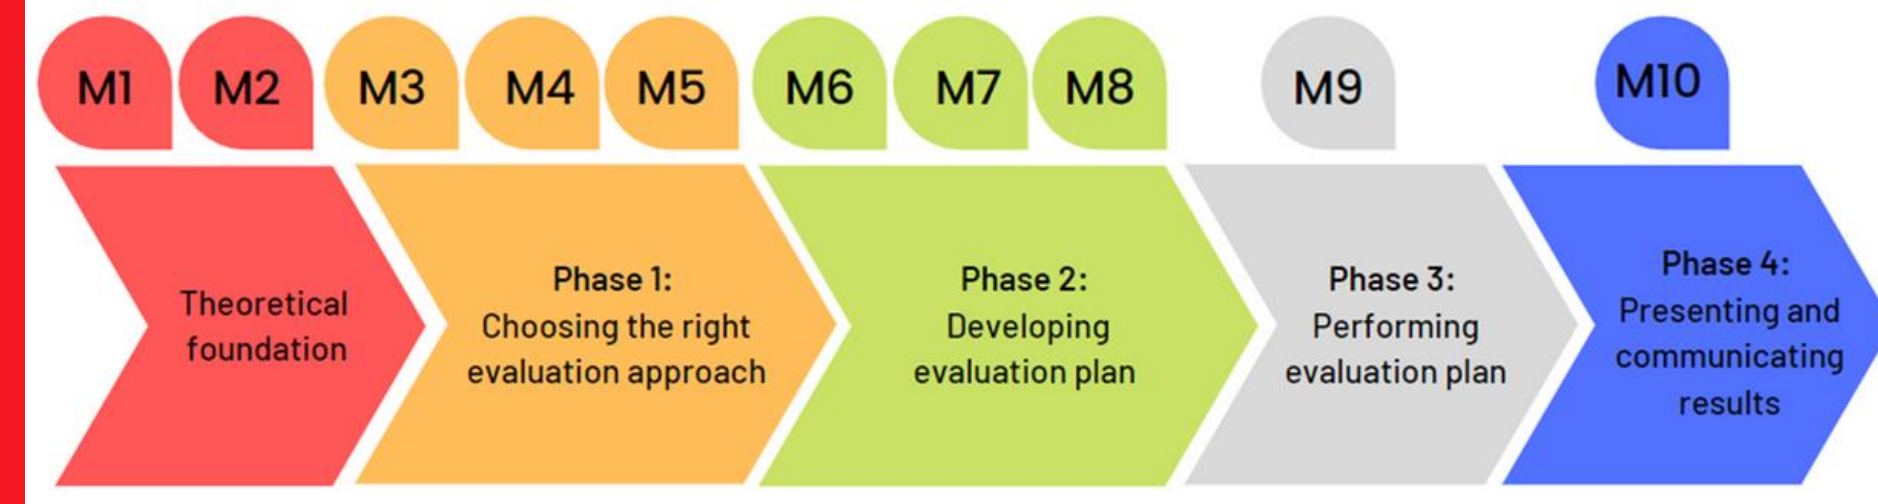 M1
M2
M3
M4
M5
M6
M7
M8
M9
M10
Theoretical
foundation
Phase 1:
Choosing the right
evaluation approach
Phase 2:
Developing
evaluation plan
Phase 3:
Performing
evaluation plan
Phase 4:
Presenting and
communicating
results